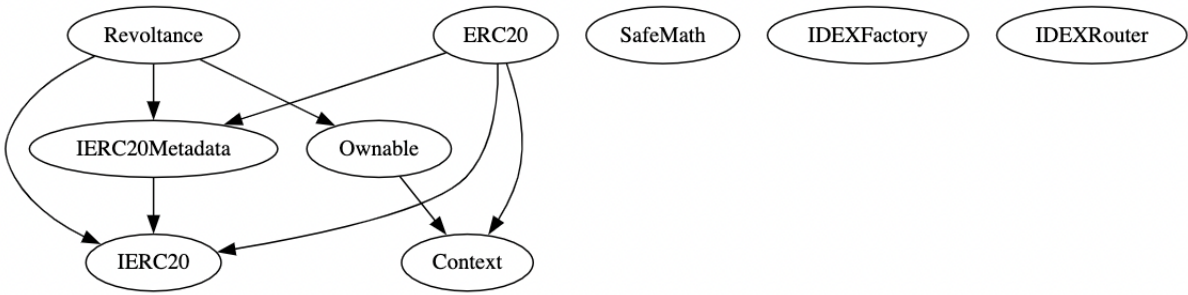 Revoltance
ERC20
SafeMath
IDEXFactory
IDEXRouter
IERC20Metadata
Ownable
IERC20
Context